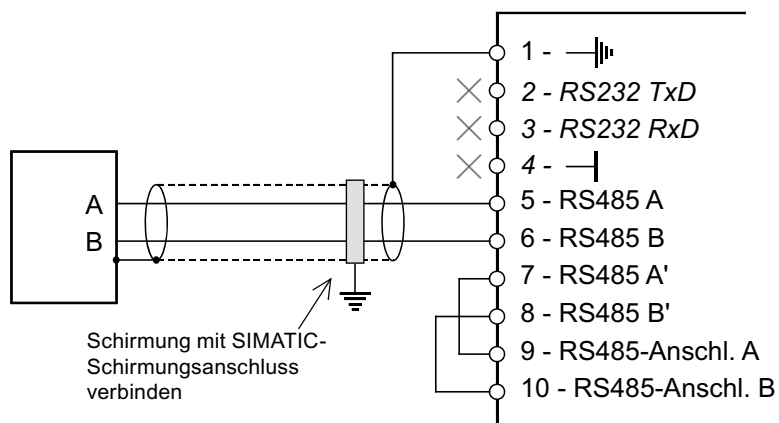 1 -
2 - RS232 TxD
3 - RS232 RxD
4 -
A
5 - RS485 A
B
6 - RS485 B
7 - RS485 A'
8 - RS485 B'
9 - RS485-Anschl. A
10 - RS485-Anschl. B
Schirmung mit SIMATIC-
Schirmungsanschluss
verbinden